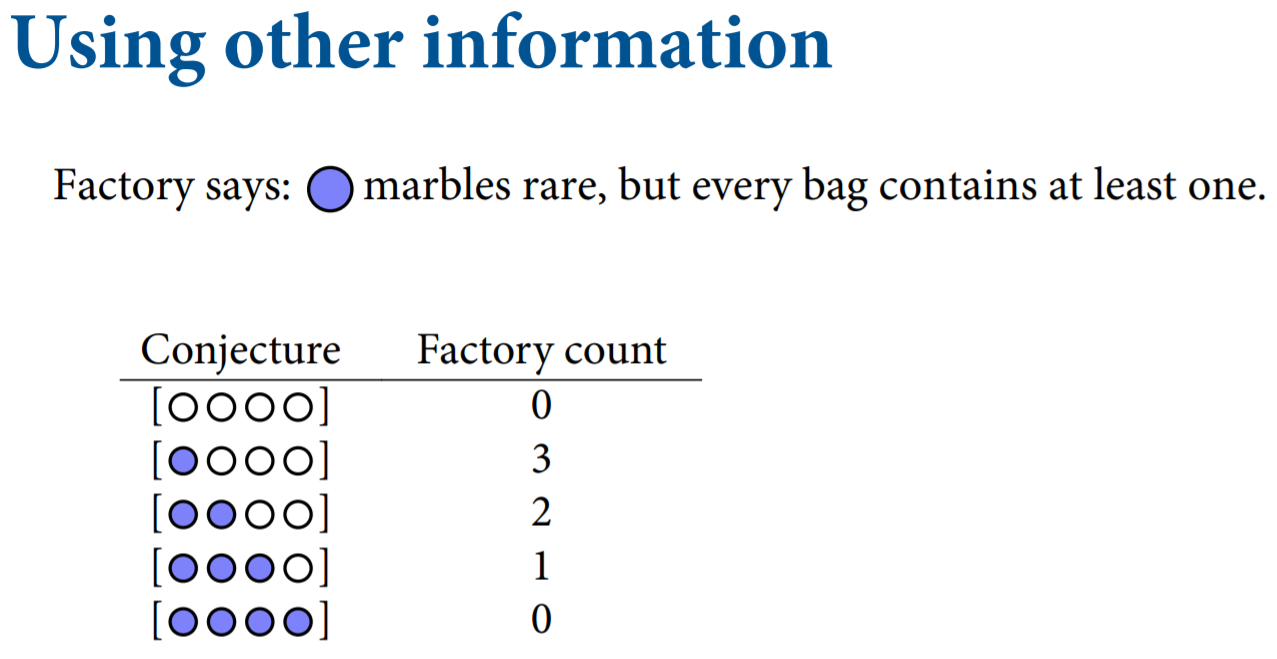 Using other information
Factory says: marbles rare, but every bag contains at least one.
Conjecture Factory count
[ ] 0
[ ] 3
[ ] 2
[ ] 1
[ ] 0